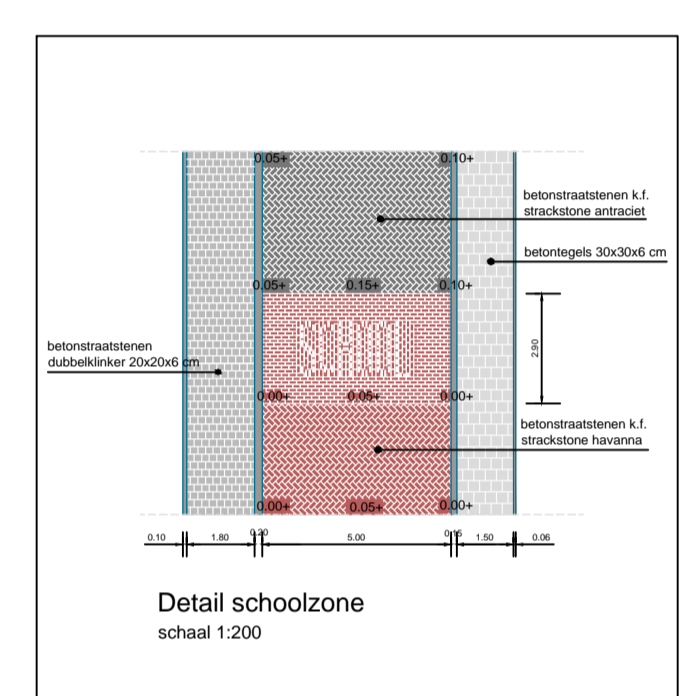 0.05+ 0.10+
betonstraatstenen k.f.
strackstone antraciet
betontegels 30x30x6 cm
0.05+ 0.15+ 0.10+
2.90
betonstraatstenen
dubbelklinker 20x20x6 cm
0.00+ 0.05+ 0.00+
betonstraatstenen k.f.
strackstone havanna
0.00+ 0.05+ 0.00+
0.10 1.80 0.20 5.00 0.15 1.50 0.06
Detail schoolzone
schaal 1:200